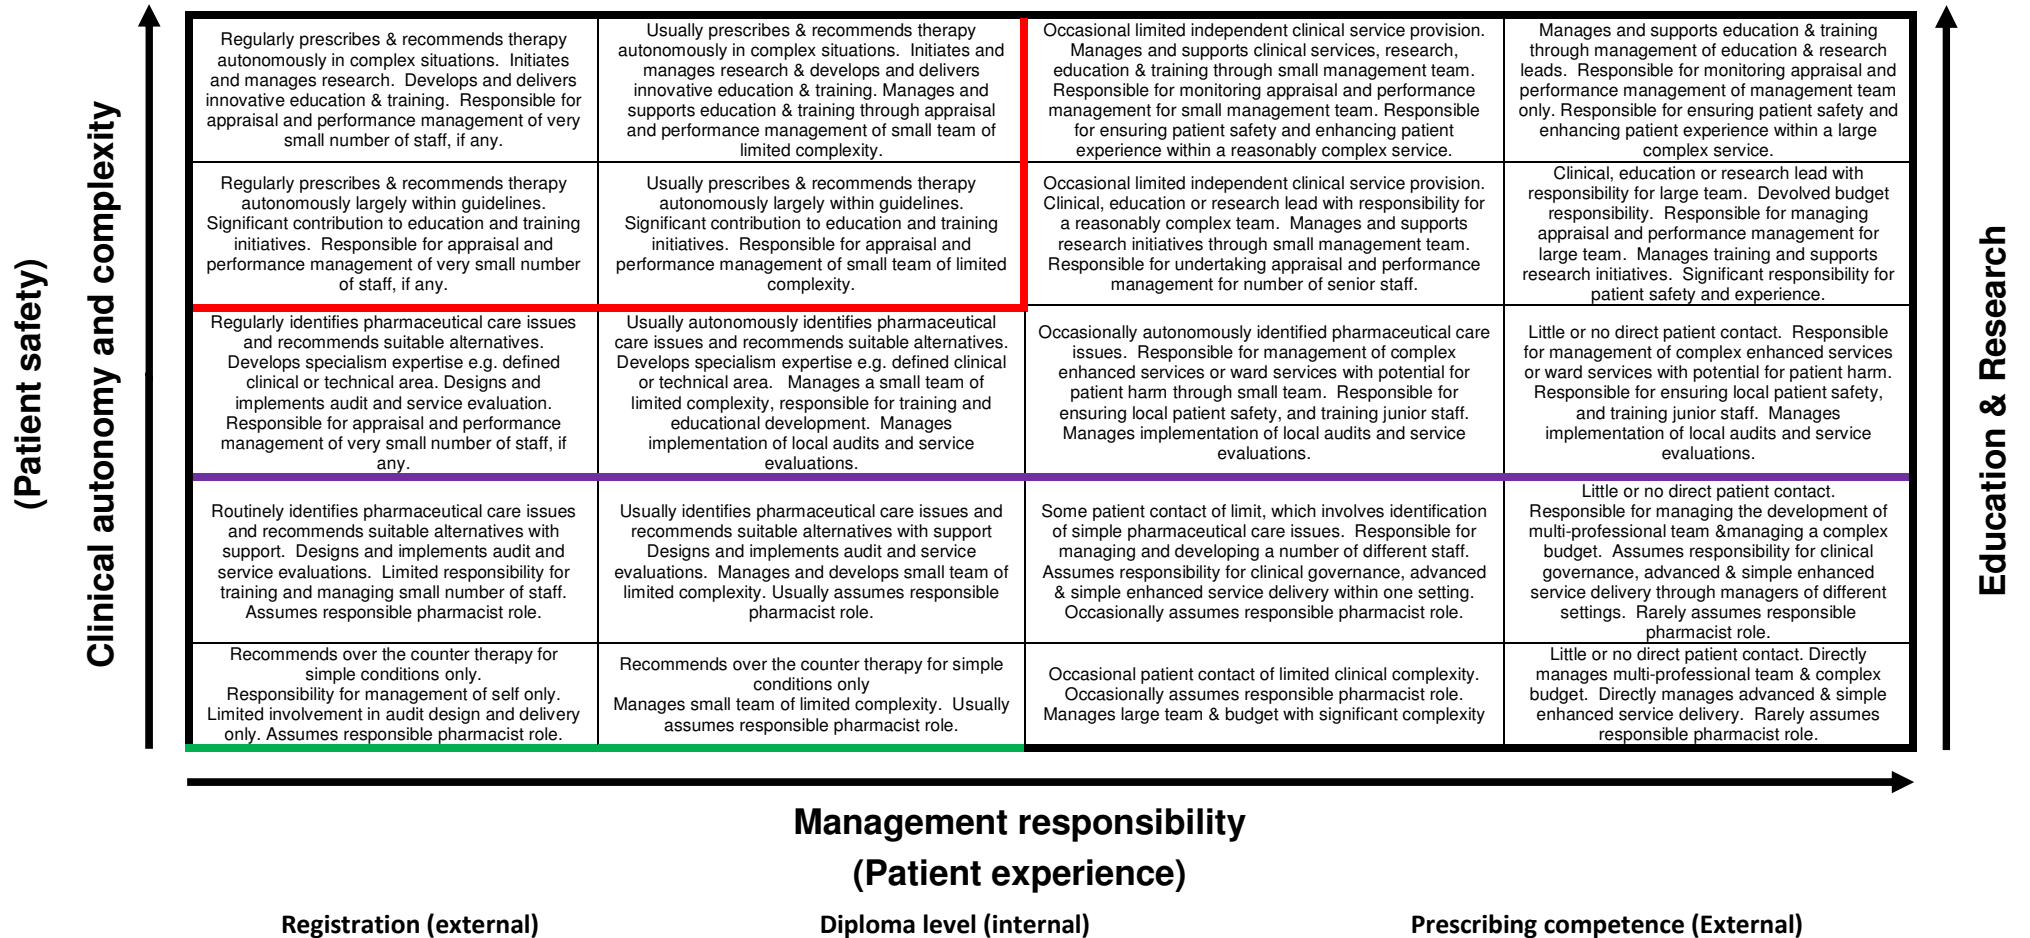 (Patient safety)
Clinical autonomy and complexity
Regularly prescribes & recommends therapy
autonomously in complex situations.  Initiates
and manages research.  Develops and delivers
innovative education & training.  Responsible for
appraisal and performance management of very
small number of staff, if any.
Usually prescribes & recommends therapy
autonomously in complex situations.  Initiates and
manages research & develops and delivers
innovative education & training. Manages and
supports education & training through appraisal
and performance management of small team of
limited complexity.
Occasional limited independent clinical service provision.
Manages and supports clinical services, research,
education & training through small management team.
Responsible for monitoring appraisal and performance
management for small management team. Responsible
for ensuring patient safety and enhancing patient
experience within a reasonably complex service.
Manages and supports education & training
through management of education & research
leads.  Responsible for monitoring appraisal and
performance management of management team
only. Responsible for ensuring patient safety and
enhancing patient experience within a large
complex service.
Regularly prescribes & recommends therapy
autonomously largely within guidelines.
Significant contribution to education and training
initiatives.  Responsible for appraisal and
performance management of very small number
of staff, if any.
Usually prescribes & recommends therapy
autonomously largely within guidelines.
Significant contribution to education and training
initiatives.  Responsible for appraisal and
performance management of small team of limited
complexity.
Occasional limited independent clinical service provision.
Clinical, education or research lead with responsibility for
a reasonably complex team.  Manages and supports
research initiatives through small management team.
Responsible for undertaking appraisal and performance
management for number of senior staff.
Clinical, education or research lead with
responsibility for large team.  Devolved budget
responsibility.  Responsible for managing
appraisal and performance management for
large team.  Manages training and supports
research initiatives.  Significant responsibility for
patient safety and experience.
Regularly identifies pharmaceutical care issues
and recommends suitable alternatives.
Develops specialism expertise e.g. defined
clinical or technical area. Designs and
implements audit and service evaluation.
Responsible for appraisal and performance
management of very small number of staff, if
any.
Usually autonomously identifies pharmaceutical
care issues and recommends suitable alternatives.
Develops specialism expertise e.g. defined clinical
or technical area.   Manages a small team of
limited complexity, responsible for training and
educational development.  Manages
implementation of local audits and service
evaluations.
Occasionally autonomously identified pharmaceutical care
issues.  Responsible for management of complex
enhanced services or ward services with potential for
patient harm through small team.  Responsible for
ensuring local patient safety, and training junior staff.
Manages implementation of local audits and service
evaluations.
Little or no direct patient contact.  Responsible
for management of complex enhanced services
or ward services with potential for patient harm.
Responsible for ensuring local patient safety,
and training junior staff.  Manages
implementation of local audits and service
evaluations.
Routinely identifies pharmaceutical care issues
and recommends suitable alternatives with
support.  Designs and implements audit and
service evaluations.  Limited responsibility for
training and managing small number of staff.
Assumes responsible pharmacist role.
Usually identifies pharmaceutical care issues and
recommends suitable alternatives with support
Designs and implements audit and service
evaluations.  Manages and develops small team of
limited complexity. Usually assumes responsible
pharmacist role.
Some patient contact of limit, which involves identification
of simple pharmaceutical care issues.  Responsible for
managing and developing a number of different staff.
Assumes responsibility for clinical governance, advanced
& simple enhanced service delivery within one setting.
Occasionally assumes responsible pharmacist role.
Little or no direct patient contact.
Responsible for managing the development of
multi-professional team &managing a complex
budget.  Assumes responsibility for clinical
governance, advanced & simple enhanced
service delivery through managers of different
settings.  Rarely assumes responsible
pharmacist role.
Recommends over the counter therapy for
simple conditions only.
Responsibility for management of self only.
Limited involvement in audit design and delivery
only. Assumes responsible pharmacist role.
Recommends over the counter therapy for simple
conditions only
Manages small team of limited complexity.  Usually
assumes responsible pharmacist role.
Occasional patient contact of limited clinical complexity.
Occasionally assumes responsible pharmacist role.
Manages large team & budget with significant complexity
Little or no direct patient contact. Directly
manages multi-professional team & complex
budget.  Directly manages advanced & simple
enhanced service delivery.  Rarely assumes
responsible pharmacist role.
Education & Research
Management responsibility
(Patient experience)
Registration (external)
Diploma level (internal)
Prescribing competence (External)